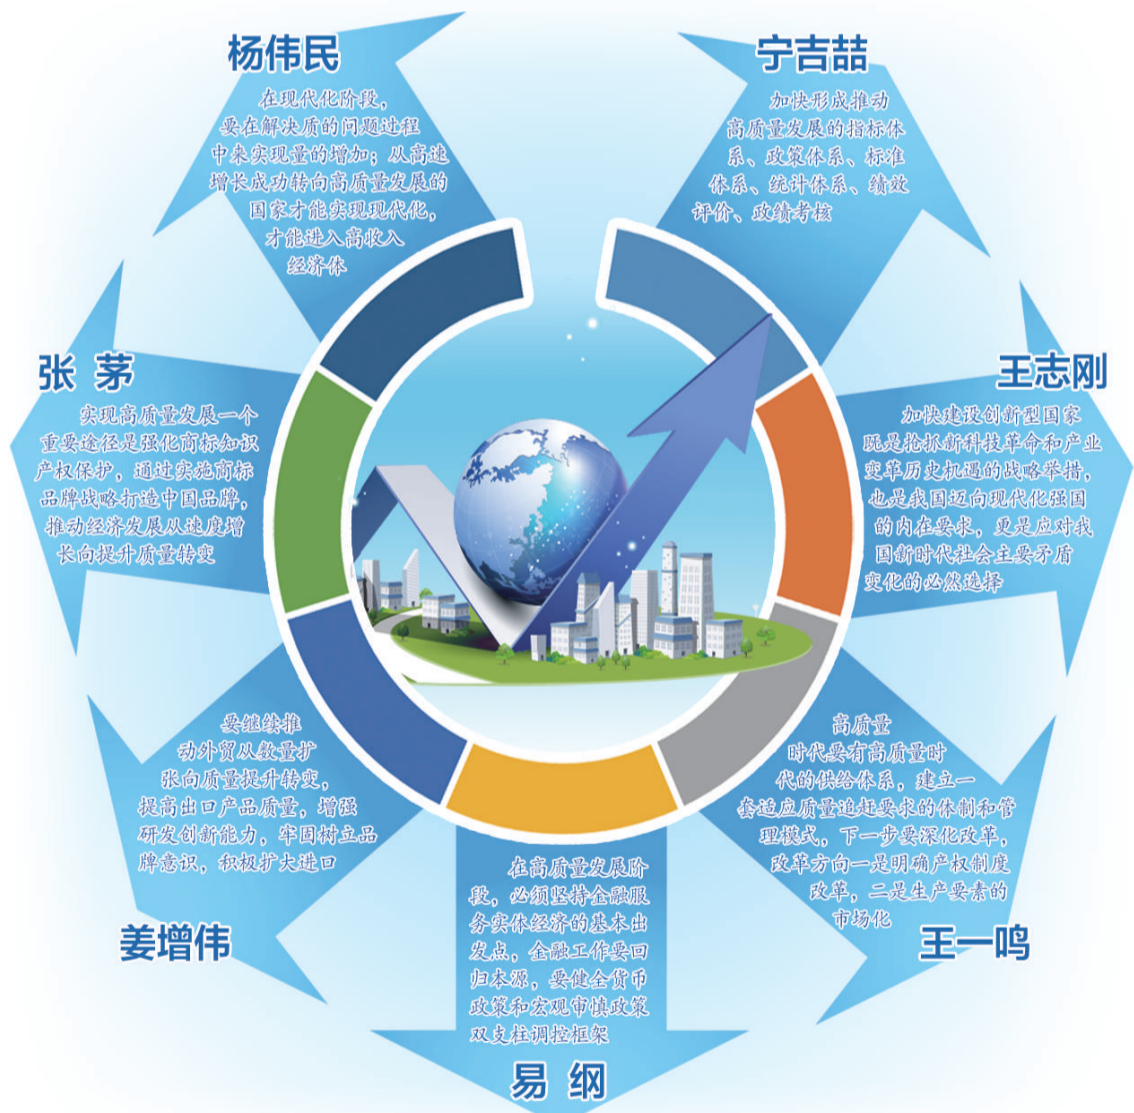 杨伟民
在现代化阶段，
要在解决质的问题过程
中来实现量的增加；从高速
增长成功转向高质量发展的
国家才能实现现代化，
才能进入高收入
经济体
宁吉喆
加快形成推动
高质量发展的指标体
系、政策体系、标准
体系、统计体系、绩效
评价、政绩考核
张 茅
实现高质量发展一个
重要途径是强化商标知识
产权保护，通过实施商标
品牌战略打造中国品牌，
推动经济发展从速度增
长向提升质量转变
王志刚
加快建设创新型国家
既是抢抓新科技革命和产业
变革历史机遇的战略举措，
也是我国迈向现代化强国
的内在要求，更是应对我
国新时代社会主要矛盾
变化的必然选择
要继续推
动外贸从数量扩
张向质量提升转变，
提高出口产品质量，增强
研发创新能力，牢固树立品
牌意识，积极扩大进口
姜增伟
高质量
时代要有高质量时
代的供给体系，建立一
套适应质量追赶要求的体制和管
理模式，下一步要深化改革，
改革方向一是明确产权制度
改革，二是生产要素的
市场化
王一鸣
在高质量发展阶
段，必须坚持金融服
务实体经济的基本出
发点，金融工作要回
归本源，要健全货币
政策和宏观审慎政策
双支柱调控框架
易 纲